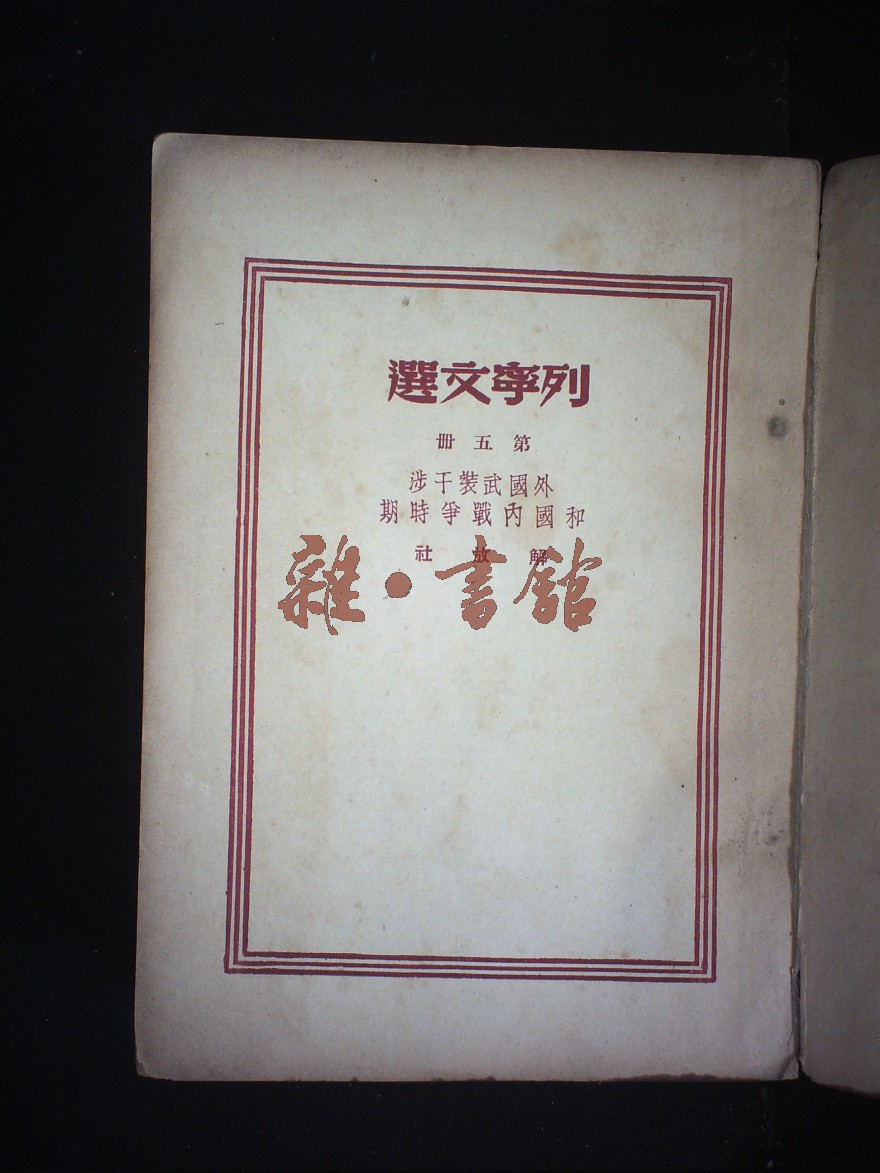 列寧文選
第五冊
外國武裝干涉
和國內戰爭時期
解放社
雜·書館